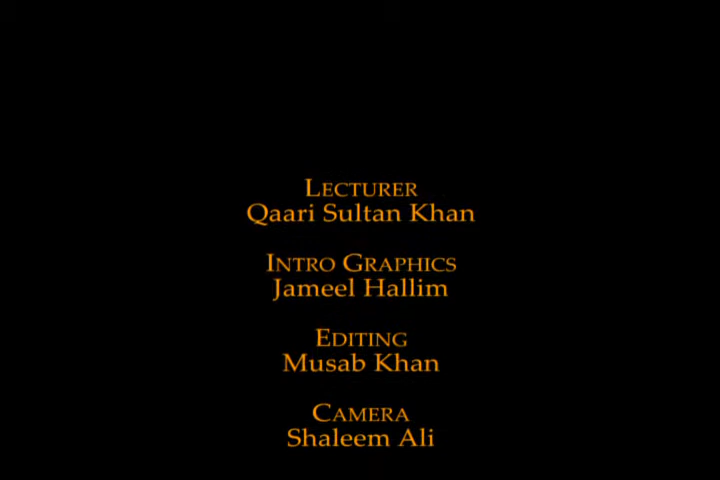 LECTURER
Qaari Sultan Khan
INTRO GRAPHICS
Jameel Hallim
EDITING
Musab Khan
CAMERA
Shaleem Ali